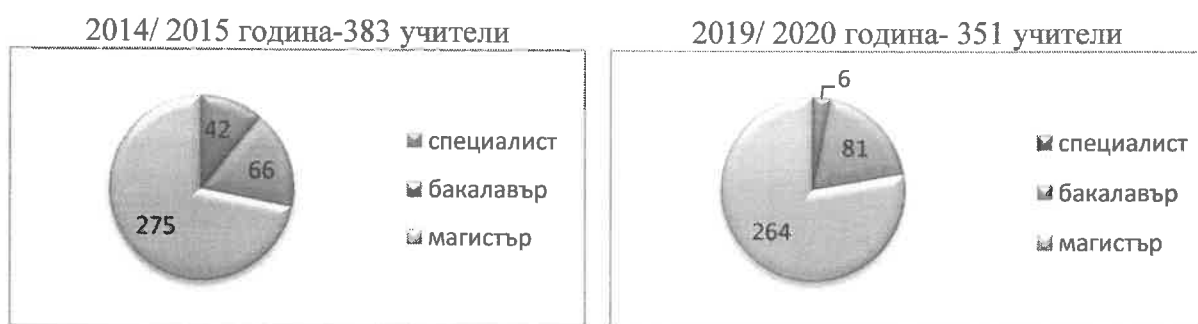 2014/ 2015 година-383 учители
42
66
275
специалист
бакалавър
магистър
2019/ 2020 година- 351 учители
6
81
264
специалист
бакалавър
магистър